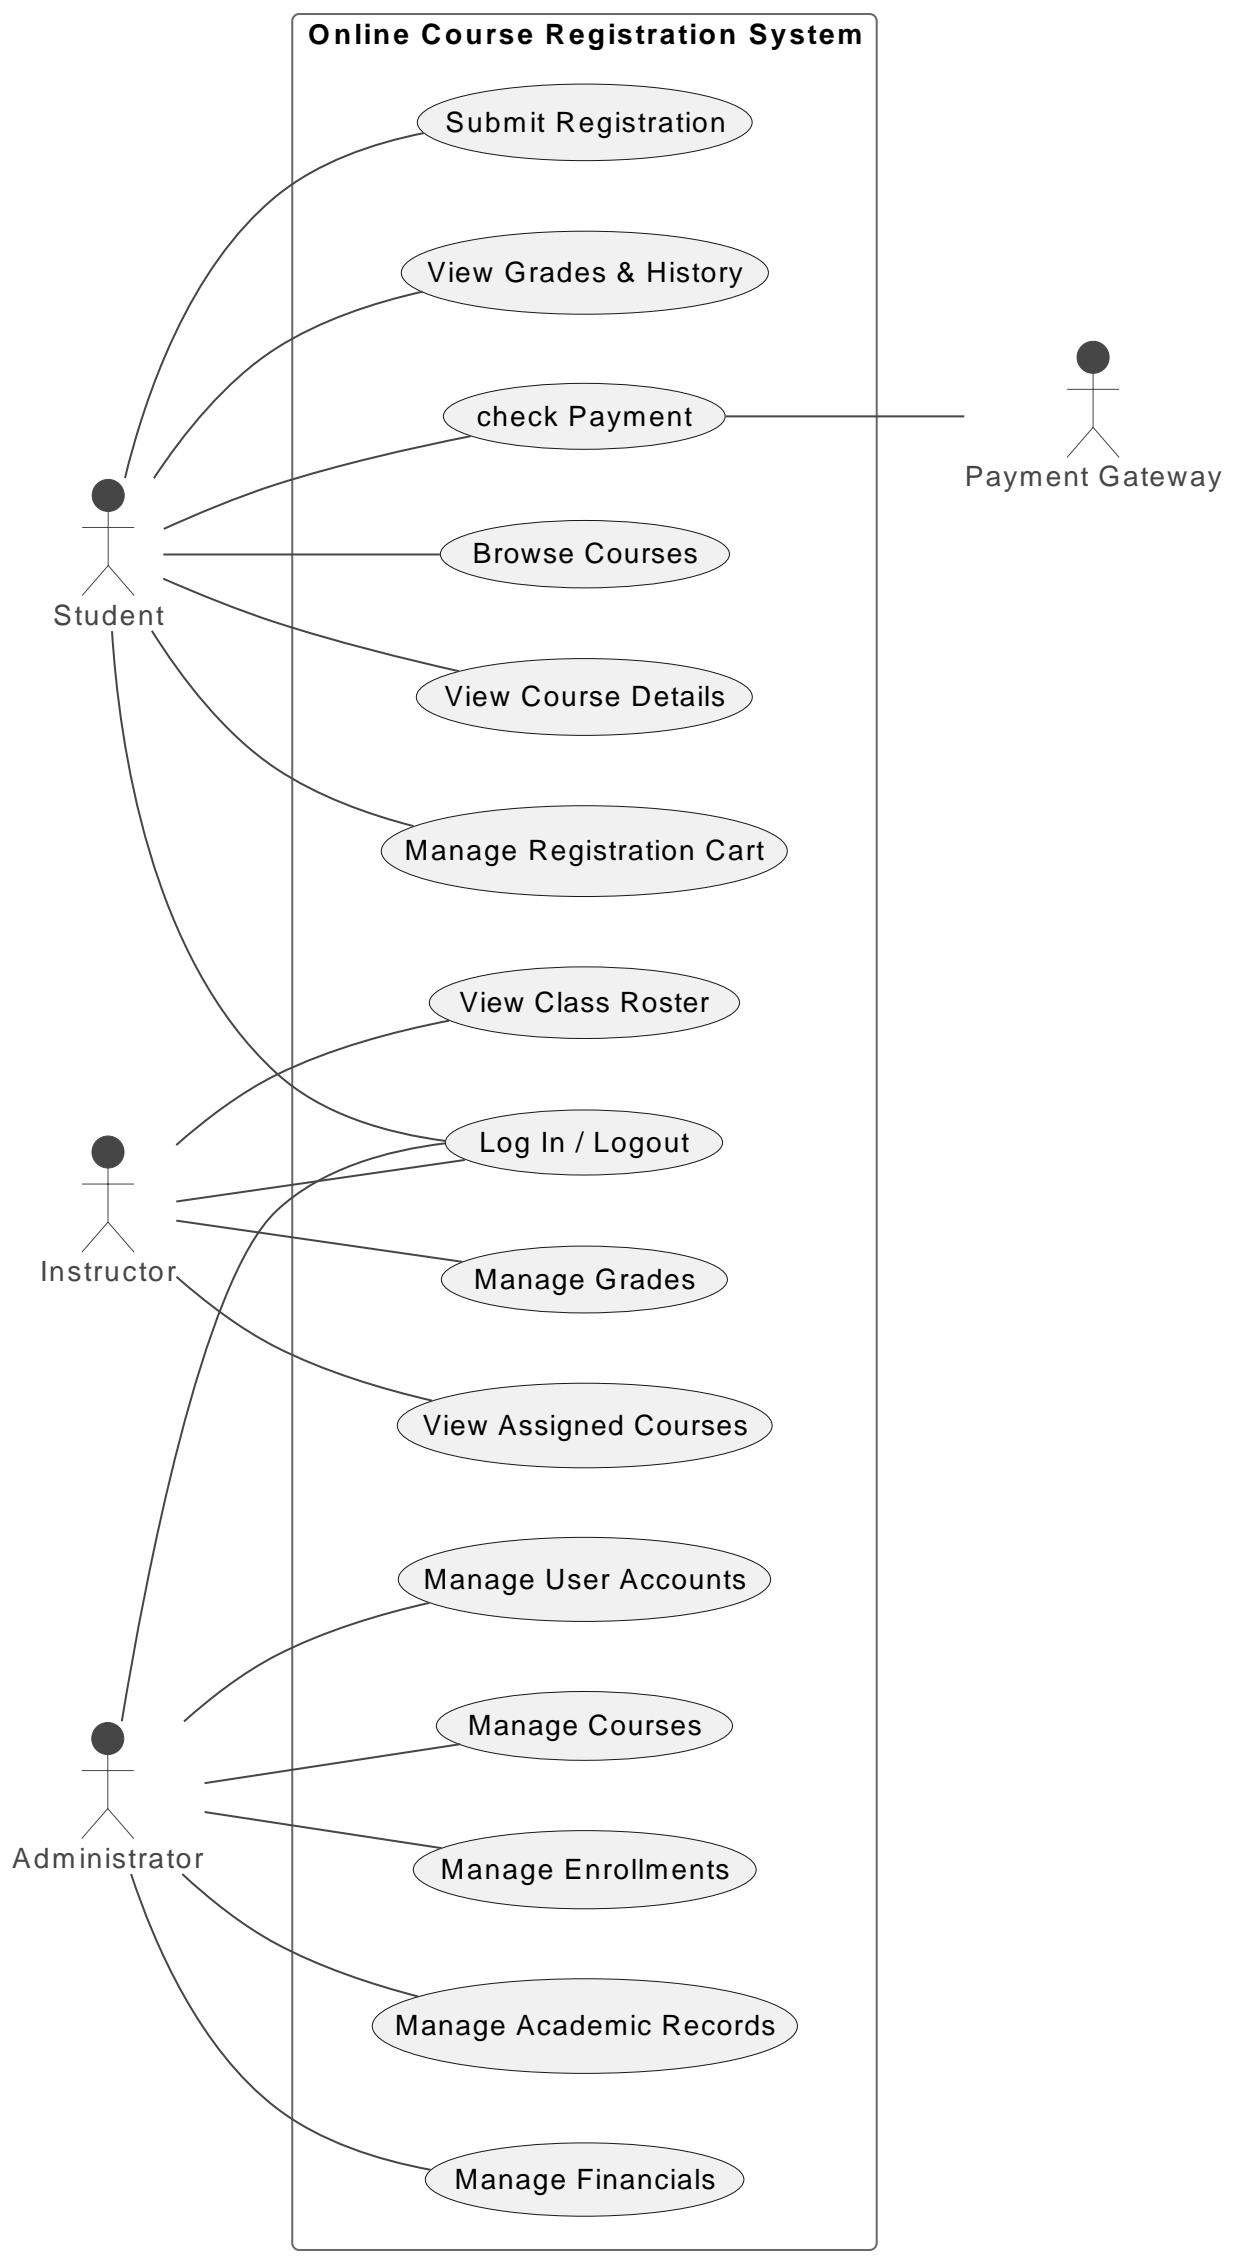 Online Course Registration System
Submit Registration
View Grades & History
check Payment
Payment Gateway
Browse Courses
Student
View Course Details
Manage Registration Cart
View Class Roster
Log In / Logout
Instructor
Manage Grades
View Assigned Courses
Manage User Accounts
Manage Courses
Administrator
Manage Enrollments
Manage Academic Records
Manage Financials